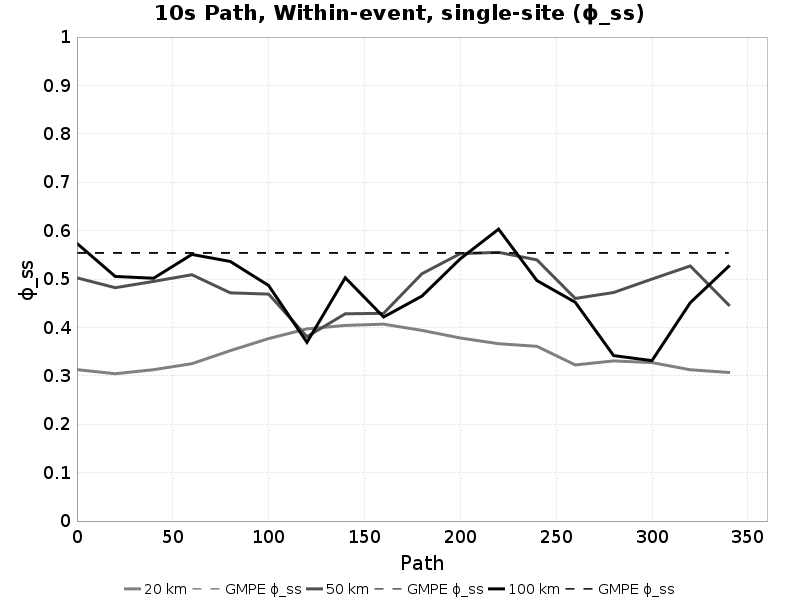 10s Path, Within-event, single-site (ϕ_ss)
1
0.9
0.8
0.7
0.6
0.5
0.4
0.3
0.2
0.1
0
ϕ_ss
0 50 100 150 200 250 300 350
Path
20 km GMPE ϕ_ss 50 km GMPE ϕ_ss 100 km GMPE ϕ_ss